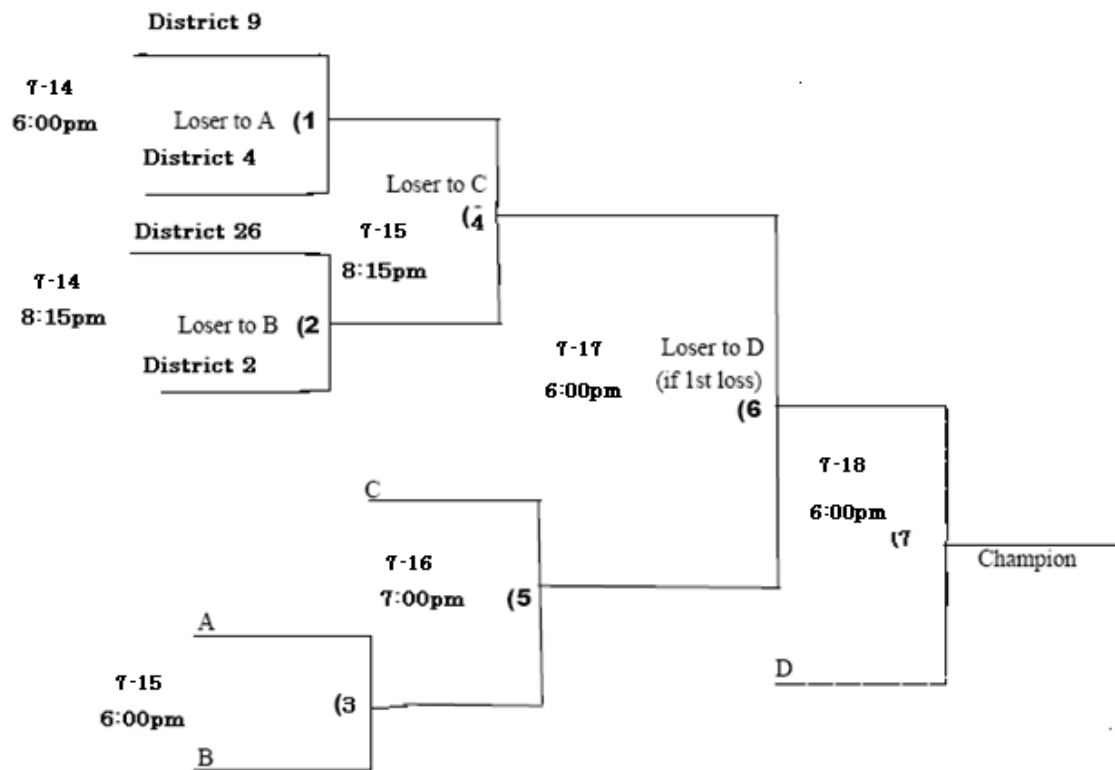 District 9
7-14
6:00pm
Loser to A (1
District 4
Loser to C
(4
District 26
7-15
8:15pm
7-14
8:15pm
Loser to B (2
District 2
7-17
6:00pm
Loser to D
(if 1st loss)
(6
7-18
6:00pm
(7
Champion
C
7-16
7:00pm (5
A
7-15
6:00pm
(3
B
D